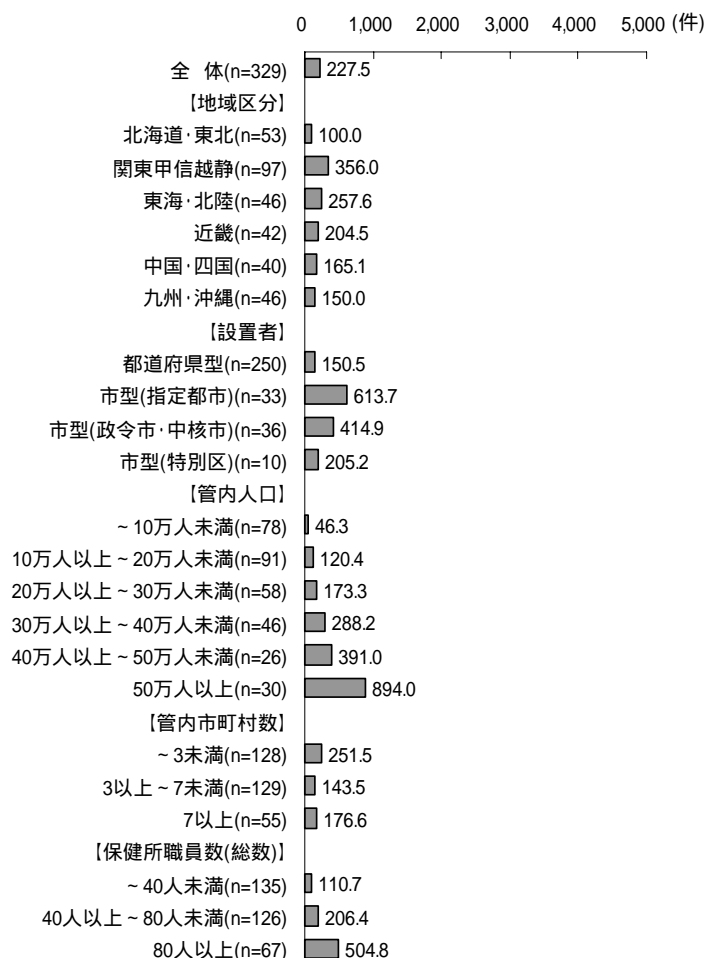 0 1,000 2,000 3,000 4,000 5,000 (件)
全 体(n=329) 227.5
【地域区分】
北海道・東北(n=53) 100.0
関東甲信越静(n=97) 356.0
東海・北陸(n=46) 257.6
近畿(n=42) 204.5
中国・四国(n=40) 165.1
九州・沖縄(n=46) 150.0
【設置者】
都道府県型(n=250) 150.5
市型(指定都市)(n=33) 613.7
市型(政令市・中核市)(n=36) 414.9
市型(特別区)(n=10) 205.2
【管内人口】
~10万人未満(n=78) 46.3
10万人以上~20万人未満(n=91) 120.4
20万人以上~30万人未満(n=58) 173.3
30万人以上~40万人未満(n=46) 288.2
40万人以上~50万人未満(n=26) 391.0
50万人以上(n=30) 894.0
【管内市町村数】
~3未満(n=128) 251.5
3以上~7未満(n=129) 143.5
7以上(n=55) 176.6
【保健所職員数(総数)】
~40人未満(n=135) 110.7
40人以上~80人未満(n=126) 206.4
80人以上(n=67) 504.8